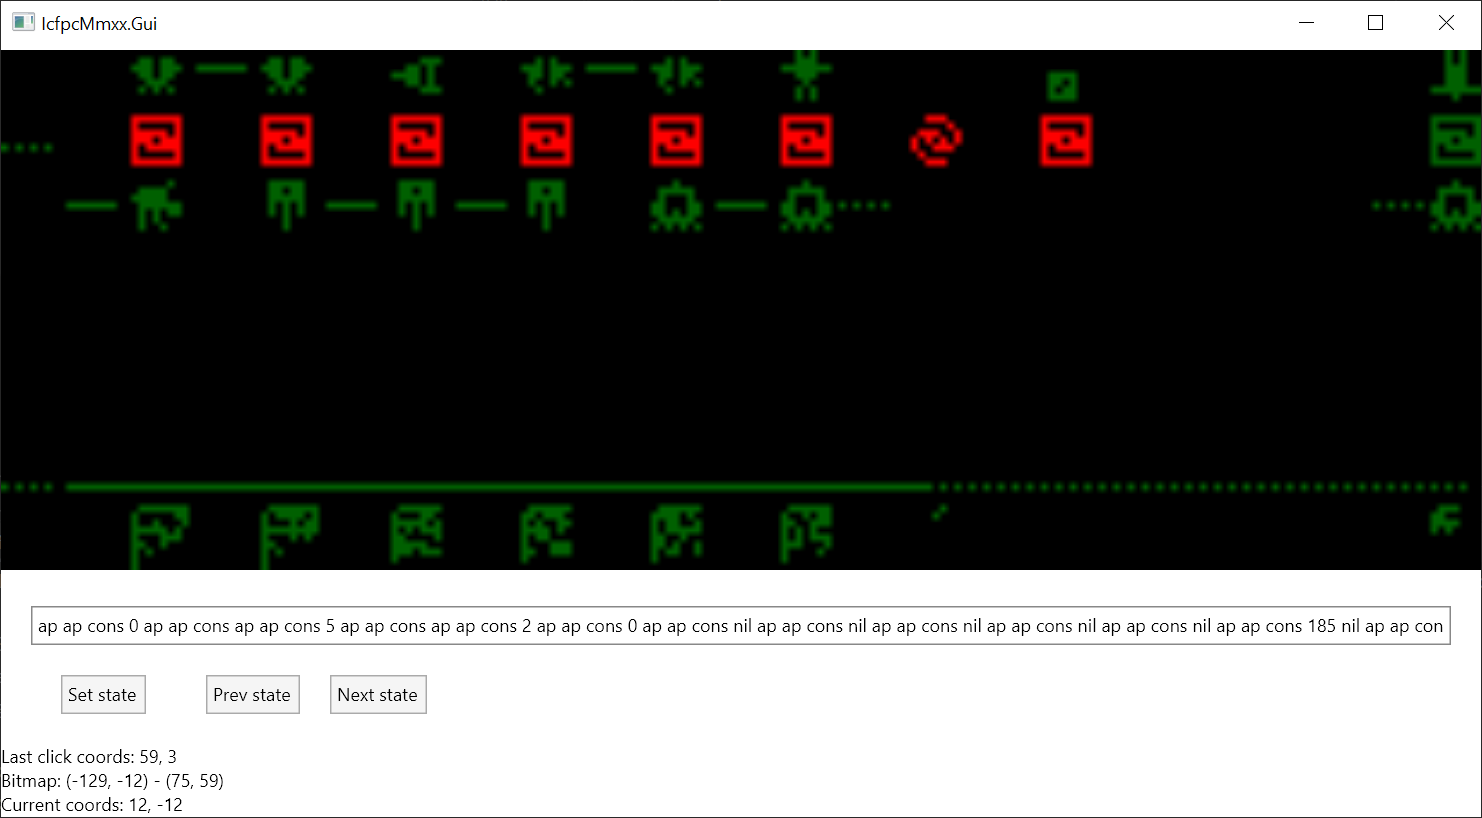 IcfpcMmxx.Gui
ap ap cons 0 ap ap cons ap ap cons 5 ap ap cons ap ap cons 2 ap ap cons 0 ap ap cons nil ap ap cons nil ap ap cons nil ap ap cons nil ap ap cons nil ap ap cons 185 nil ap ap con
Set state Prev state Next state
Last click coords: 59, 3
Bitmap: (-129, -12) - (75, 59)
Current coords: 12, -12